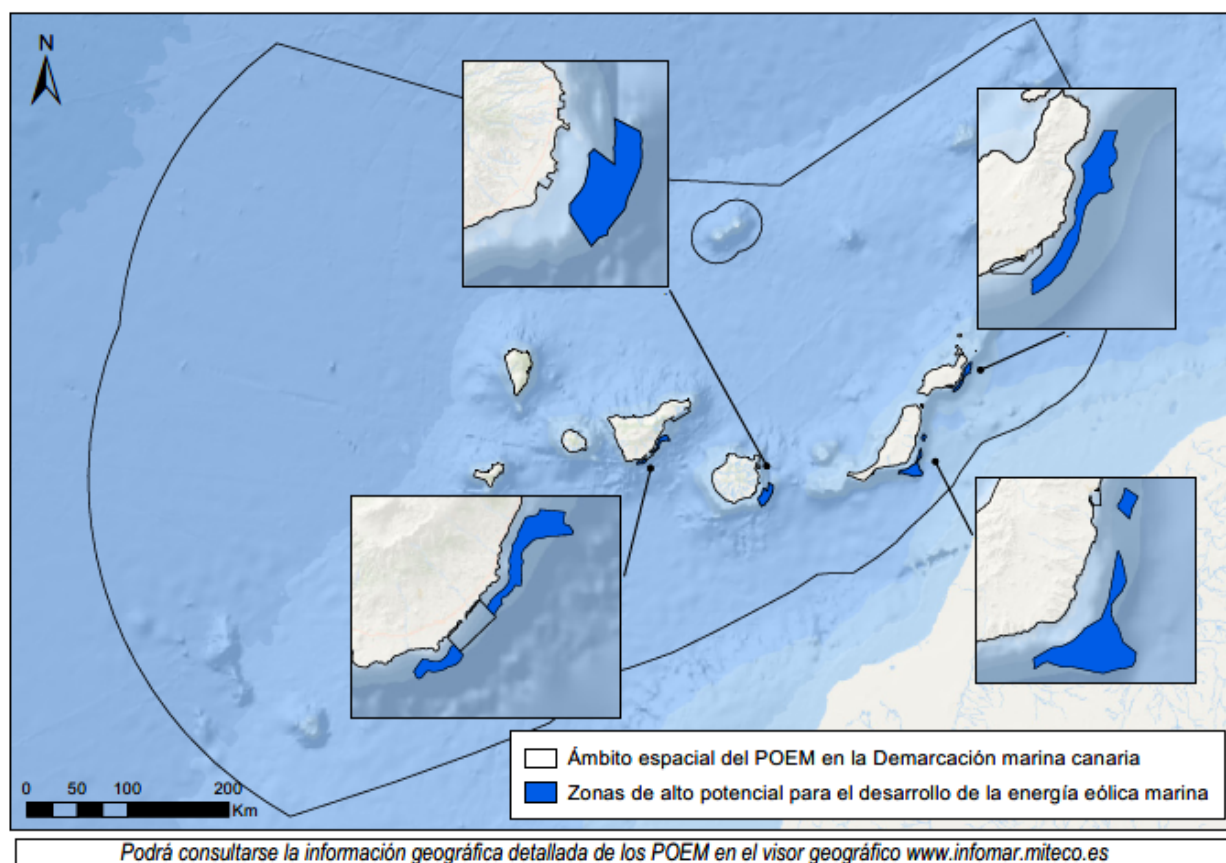 N
Ámbito espacial del POEM en la Demarcación marina canaria
Zonas de alto potencial para el desarrollo de la energía eólica marina
0 50 100 200
Km
Podrá consultarse la información geográfica detallada de los POEM en el visor geográfico www.infomar.miteco.es